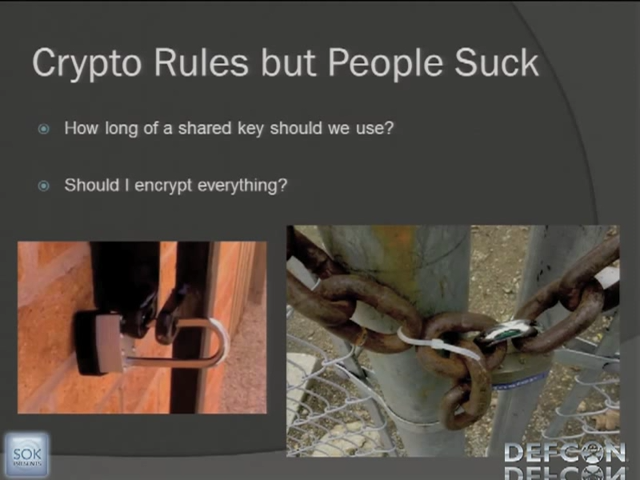 Crypto Rules but People Suck
How long of a shared key should we use?
Should I encrypt everything?
SOK
DEFCON